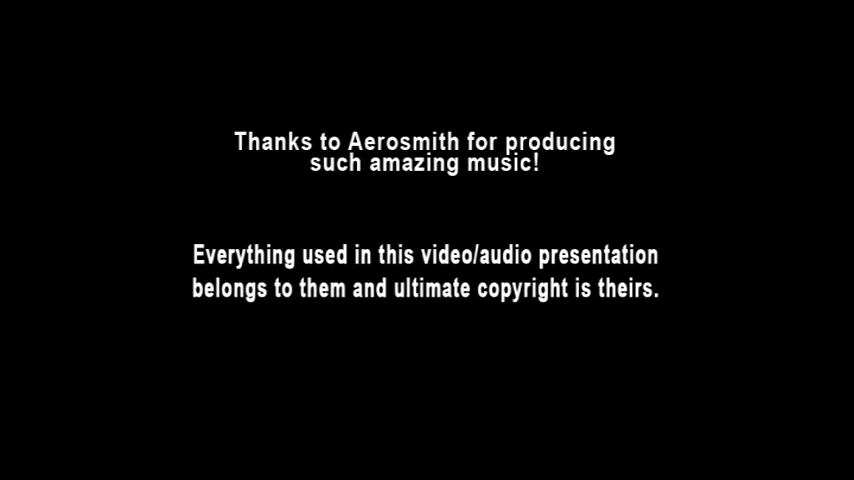 Thanks to Aerosmith for producing
such amazing music!
Everything used in this video/audio presentation
belongs to them and ultimate copyright is theirs.